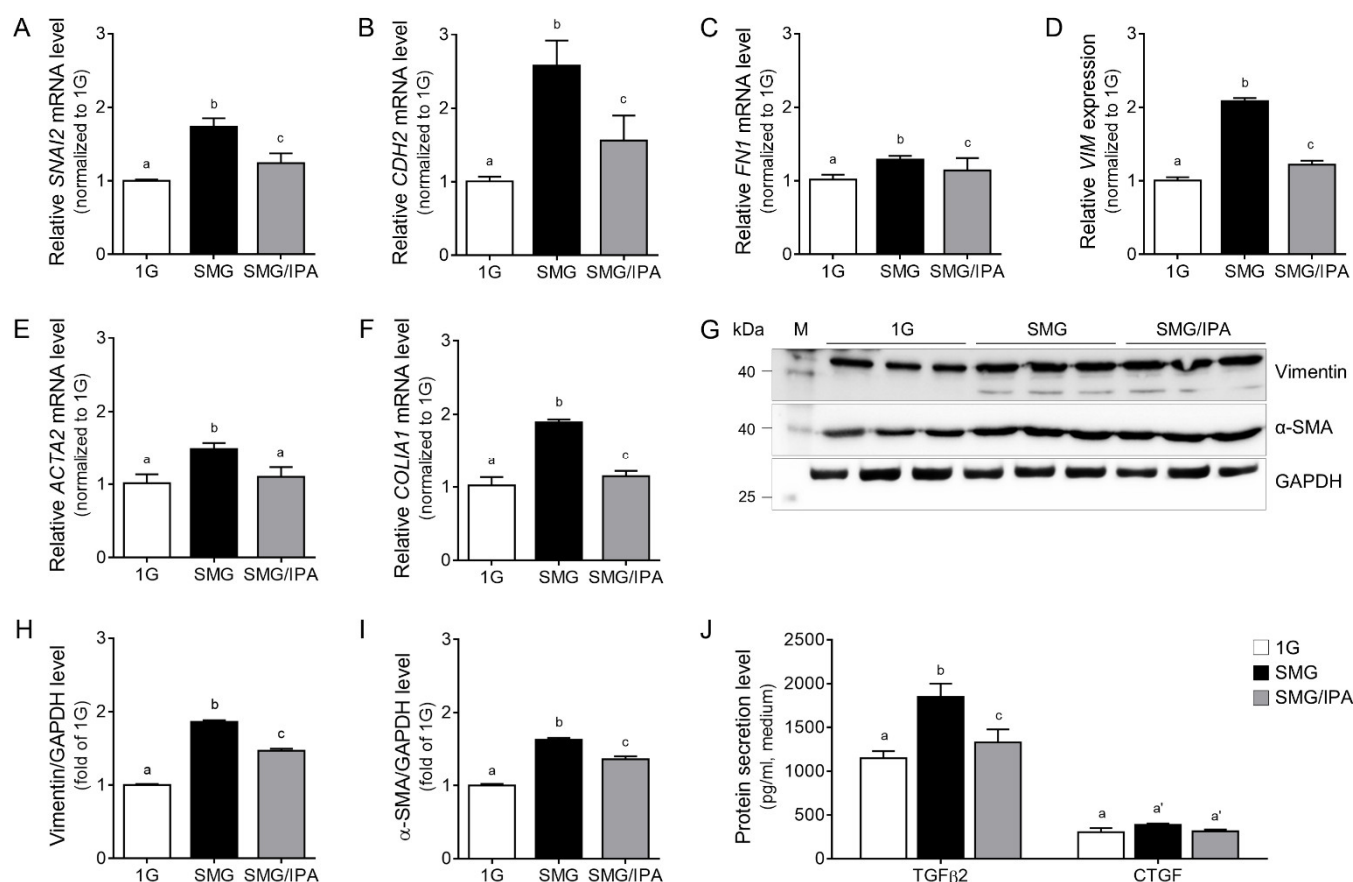 A
Relative SNAI2 mRNA level
(normalized to 1G)
3
2
1
0
a
b
c
1G
SMG
SMG/IPA
B
Relative CDH2 mRNA level
(normalized to 1G)
3
2
1
0
a
b
c
1G
SMG
SMG/IPA
C
Relative FN1 mRNA level
(normalized to 1G)
3
2
1
0
a
b
c
1G
SMG
SMG/IPA
D
Relative VIM expression
(normalized to 1G)
3
2
1
0
a
b
c
1G
SMG
SMG/IPA
E
Relative ACTA2 mRNA level
(normalized to 1G)
3
2
1
0
a
b
a
1G
SMG
SMG/IPA
F
Relative COLIA1 mRNA level
(normalized to 1G)
3
2
1
0
a
b
c
1G
SMG
SMG/IPA
G
kDa
M
1G
SMG
SMG/IPA
40
Vimentin
40
α-SMA
25
GAPDH
H
Vimentin/GAPDH level
(fold of 1G)
3
2
1
0
a
b
c
1G
SMG
SMG/IPA
I
α-SMA/GAPDH level
(fold of 1G)
3
2
1
0
a
b
c
1G
SMG
SMG/IPA
J
Protein secretion level
(pg/ml, medium)
2500
2000
1500
1000
500
0
a
b
c
a
a'
a'
TGFβ2
CTGF
1G
SMG
SMG/IPA